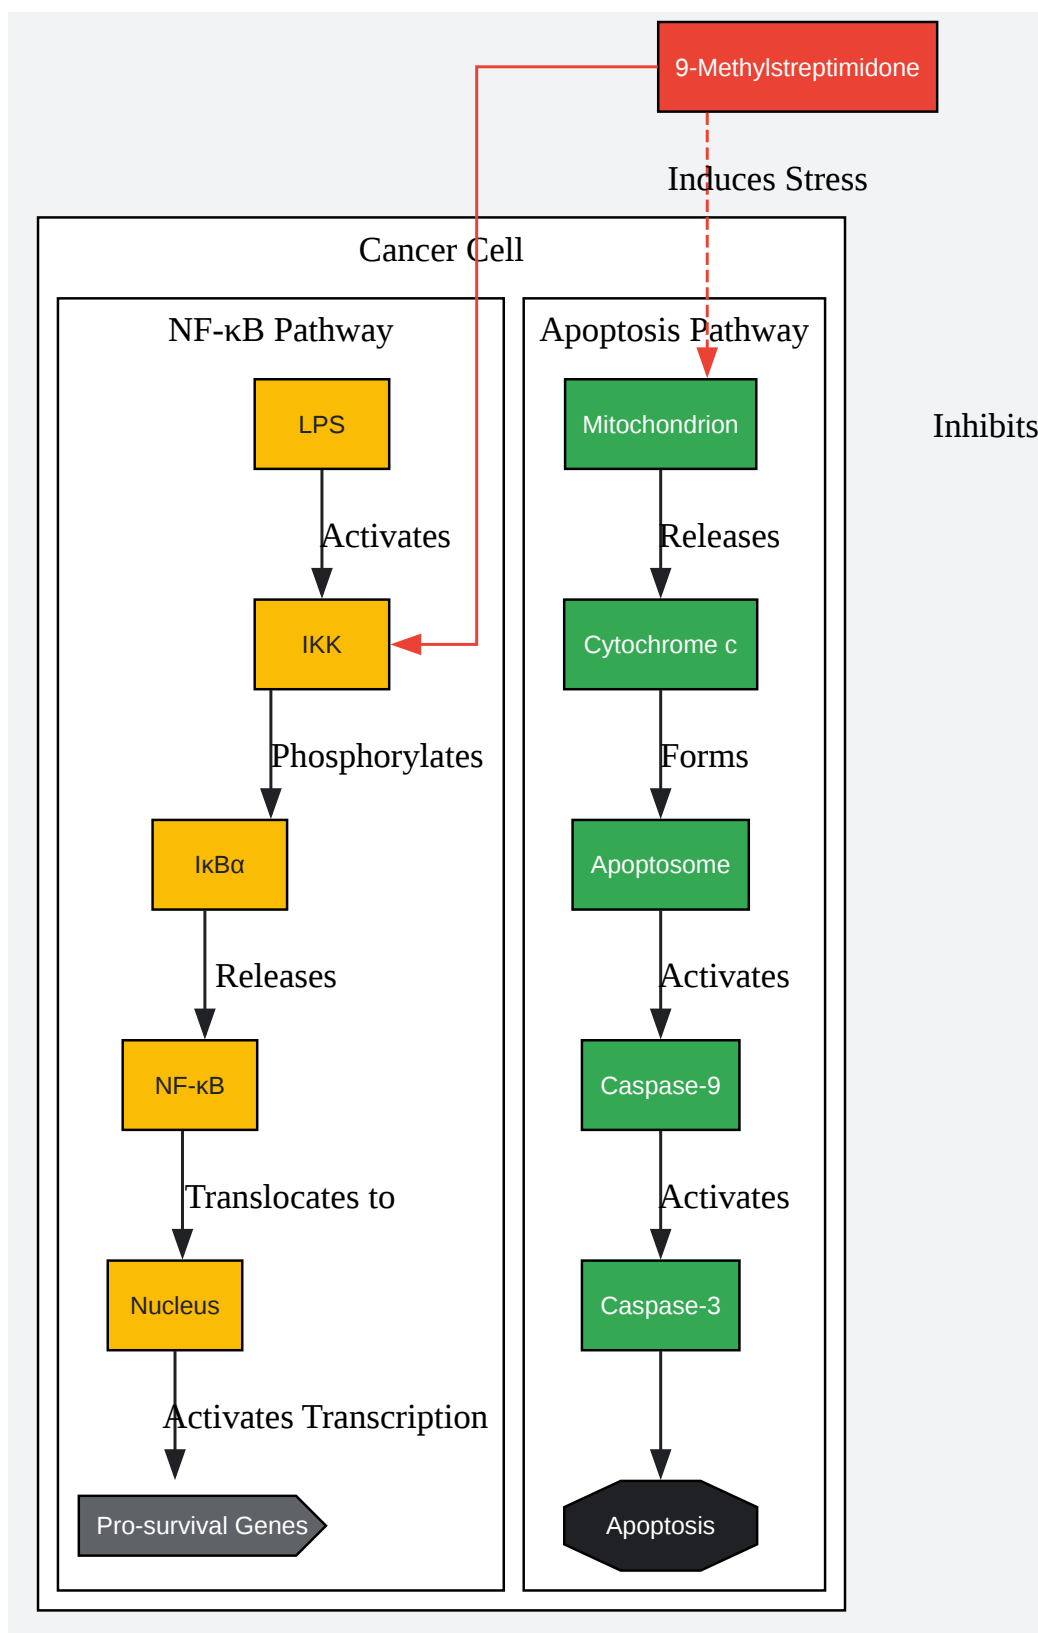 9-Methylstreptimidone
Induces Stress
Cancer Cell
NF-κB Pathway
Apoptosis Pathway
LPS
Mitochondrion
Inhibits
Activates
Releases
IKK
Cytochrome c
Phosphorylates
Forms
IκBα
Apoptosome
Releases
Activates
NF-κB
Caspase-9
Translocates to
Activates
Nucleus
Caspase-3
Activates Transcription
Pro-survival Genes
Apoptosis